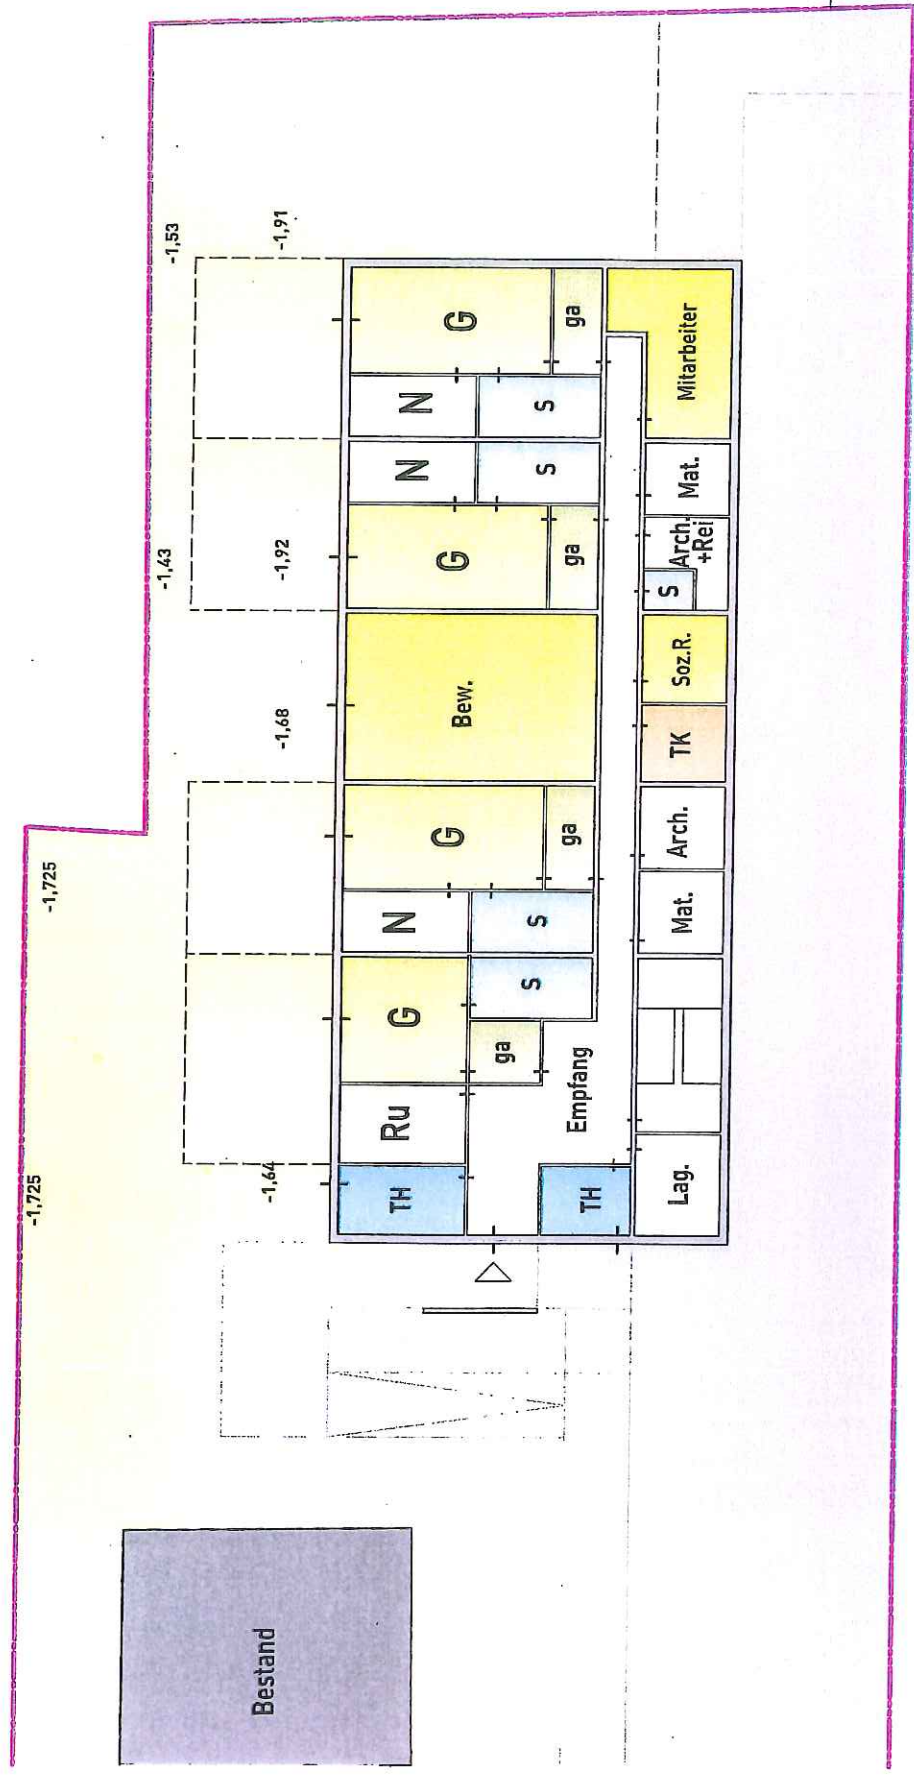 -1,725
-1,725
-1,43
-1,53
-1,64
-1,68
-1,92
-1,91
Bestand
TH
Ru
G
N
G
Bew.
G
N
N
G
ga
S
S
ga
ga
S
S
ga
TH
Empfang
Lag.
Mat.
Arch.
TK
Soz.R.
S
Arch.
+Rei
Mat.
Mitarbeiter